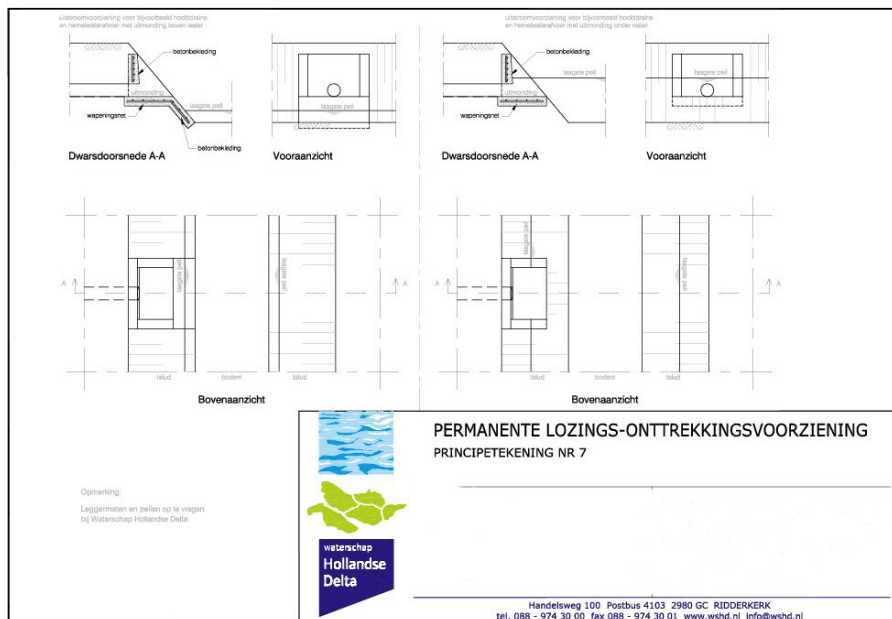 uitstroomvoorziening voor bijvoorbeeld hoofddrains
en hemelwaterafvoer met uitmonding boven water
betonbekleding
uitmonding
laagste peil
wapeningsnet
betonbekleding
laagste peil
Dwarsdoorsnede A-A
Vooraanzicht
laagste peil
laagste peil
A
A
talud
bodem
talud
Bovenaanzicht
uitstroomvoorziening voor bijvoorbeeld hoofddrains
en hemelwaterafvoer met uitmonding onder water
betonbekleding
laagste peil
uitmonding
wapeningsnet
laagste peil
Dwarsdoorsnede A-A
Vooraanzicht
laagste peil
laagste peil
A
A
talud
bodem
talud
Bovenaanzicht
Opmerking:
Leggermaten en peilen op te vragen
bij Waterschap Hollandse Delta
PERMANENTE LOZINGS-ONTTREKKINGSVOORZIENING
PRINCIPETEKENING NR 7
waterschap
Hollandse
Delta
Handelsweg 100 Postbus 4103 2980 GC RIDDERKERK
tel. 088 - 974 30 00 fax 088 - 974 30 01 www.wshd.nl info@wshd.nl